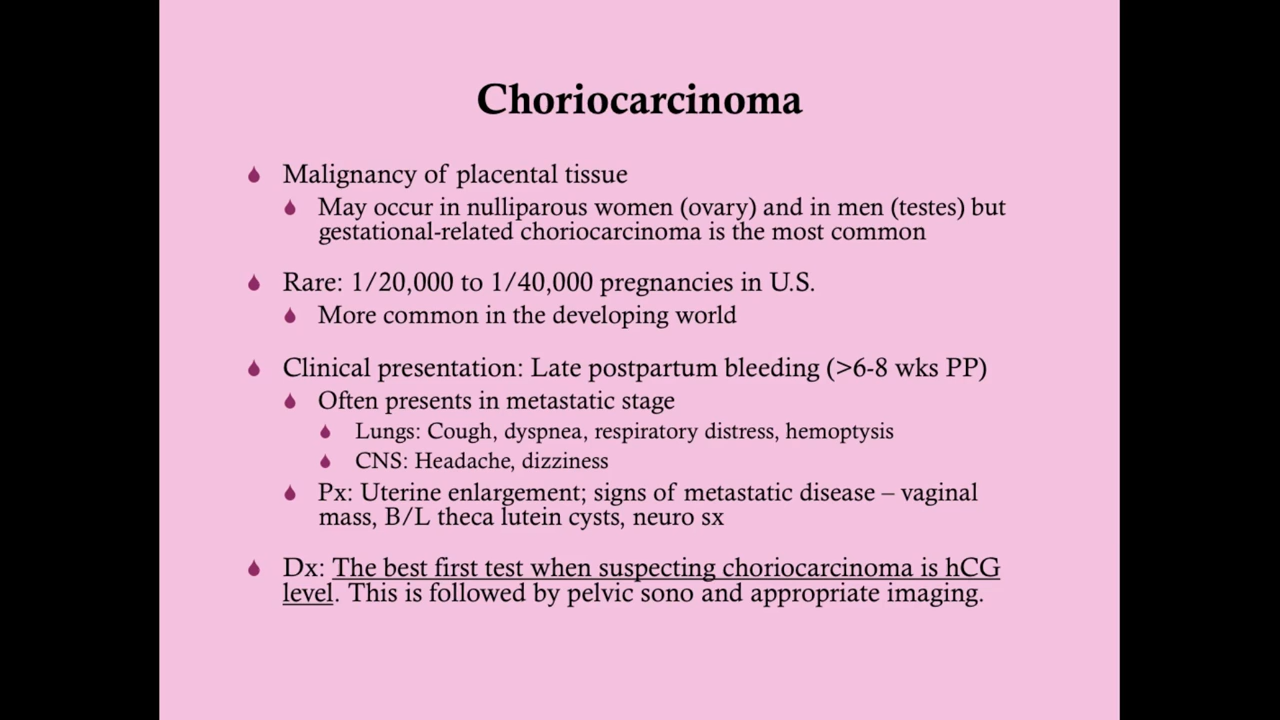 Choriocarcinoma
Malignancy of placental tissue
May occur in nulliparous women (ovary) and in men (testes) but
gestational-related choriocarcinoma is the most common
Rare: 1/20,000 to 1/40,000 pregnancies in U.S.
More common in the developing world
Clinical presentation: Late postpartum bleeding (>6-8 wks PP)
Often presents in metastatic stage
Lungs: Cough, dyspnea, respiratory distress, hemoptysis
CNS: Headache, dizziness
Px: Uterine enlargement; signs of metastatic disease – vaginal
mass, B/L theca lutein cysts, neuro sx
Dx: The best first test when suspecting choriocarcinoma is hCG
level. This is followed by pelvic sono and appropriate imaging.